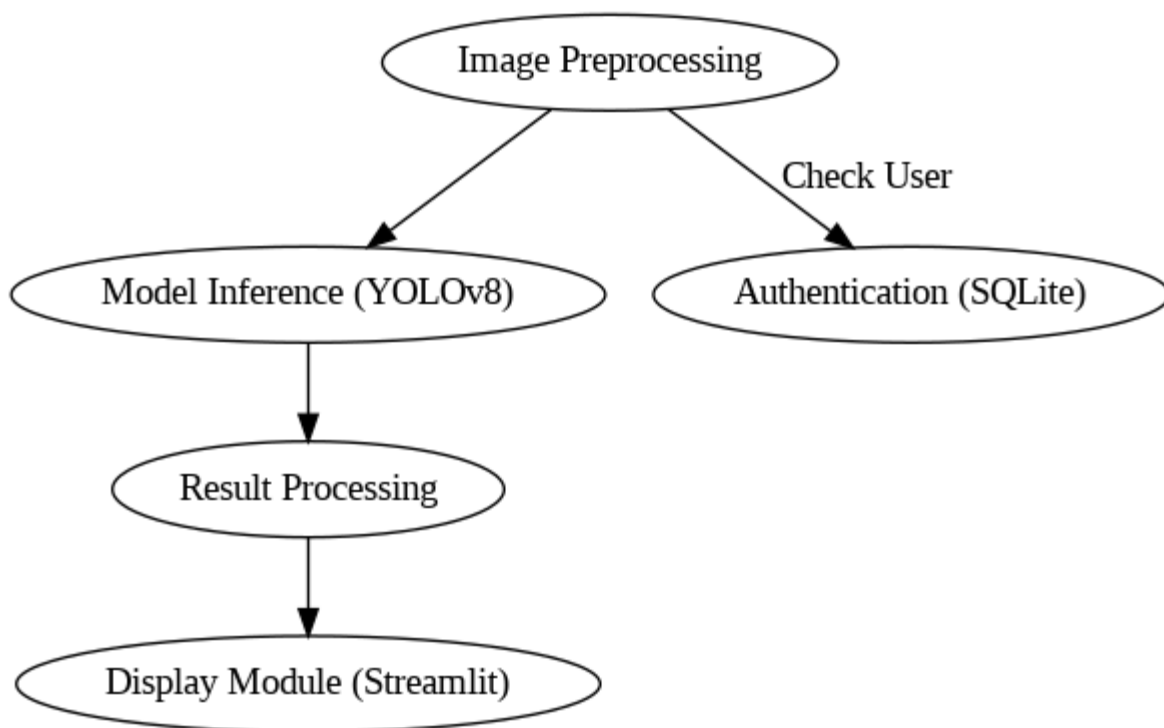 Image Preprocessing
Check User
Model Inference (YOLOv8)
Authentication (SQLite)
Result Processing
Display Module (Streamlit)